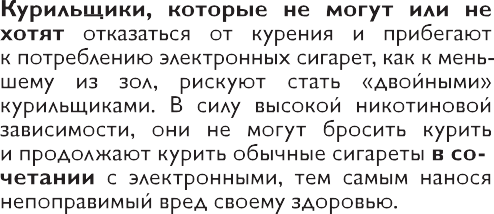 Курильщики, которые не могут или не
хотят отказаться от курения и прибегают
к потреблению электронных сигарет, как к мень-
шему из зол, рискуют стать «двойными»
курильщиками. В силу высокой никотиновой
зависимости, они не могут бросить курить
и продолжают курить обычные сигареты в со-
четании с электронными, тем самым нанося
непоправимый вред своему здоровью.